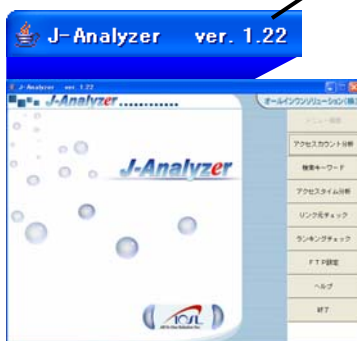 J-Analyzer ver. 1.22
J-Analyzer ver. 1.22
J-Analyzer............
オールインワンソリューション(株
アクセスカウント分析
検索キーワード
アクセスタイム分析
リンク元チェック
ランキングチェック
FTP設定
ヘルプ
終了
J-Analyzer